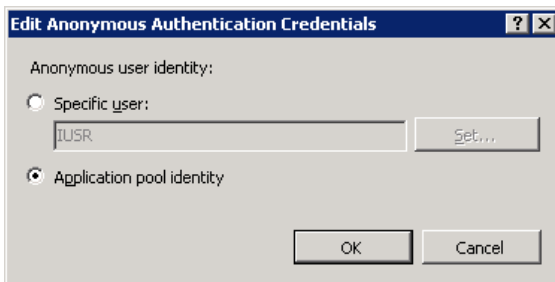 Edit Anonymous Authentication Credentials
Anonymous user identity:
Specific user:
IUSR
Set...
Application pool identity
OK
Cancel